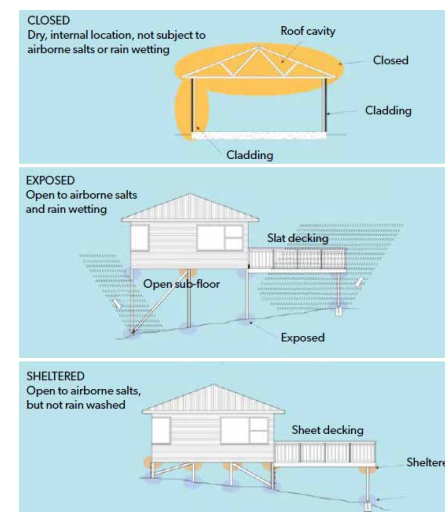 CLOSED
Dry, internal location, not subject to
airborne salts or rain wetting
Roof cavity
Closed
Cladding
Cladding
EXPOSED
Open to airborne salts
and rain wetting
Slat decking
Open sub-floor
Exposed
SHELTERED
Open to airborne salts,
but not rain washed
Sheet decking
Sheltere